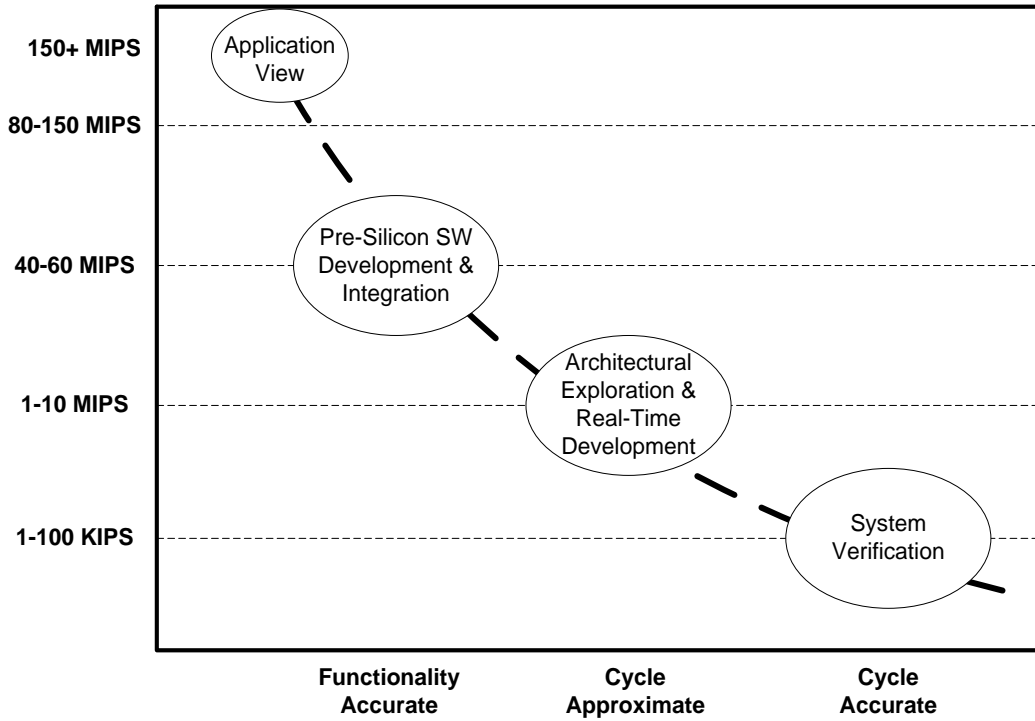 150+ MIPS
Application
View
80-150 MIPS
Pre-Silicon SW
Development &
Integration
40-60 MIPS
Architectural
Exploration &
Real-Time
Development
1-10 MIPS
System
Verification
1-100 KIPS
Functionality
Accurate
Cycle
Approximate
Cycle
Accurate